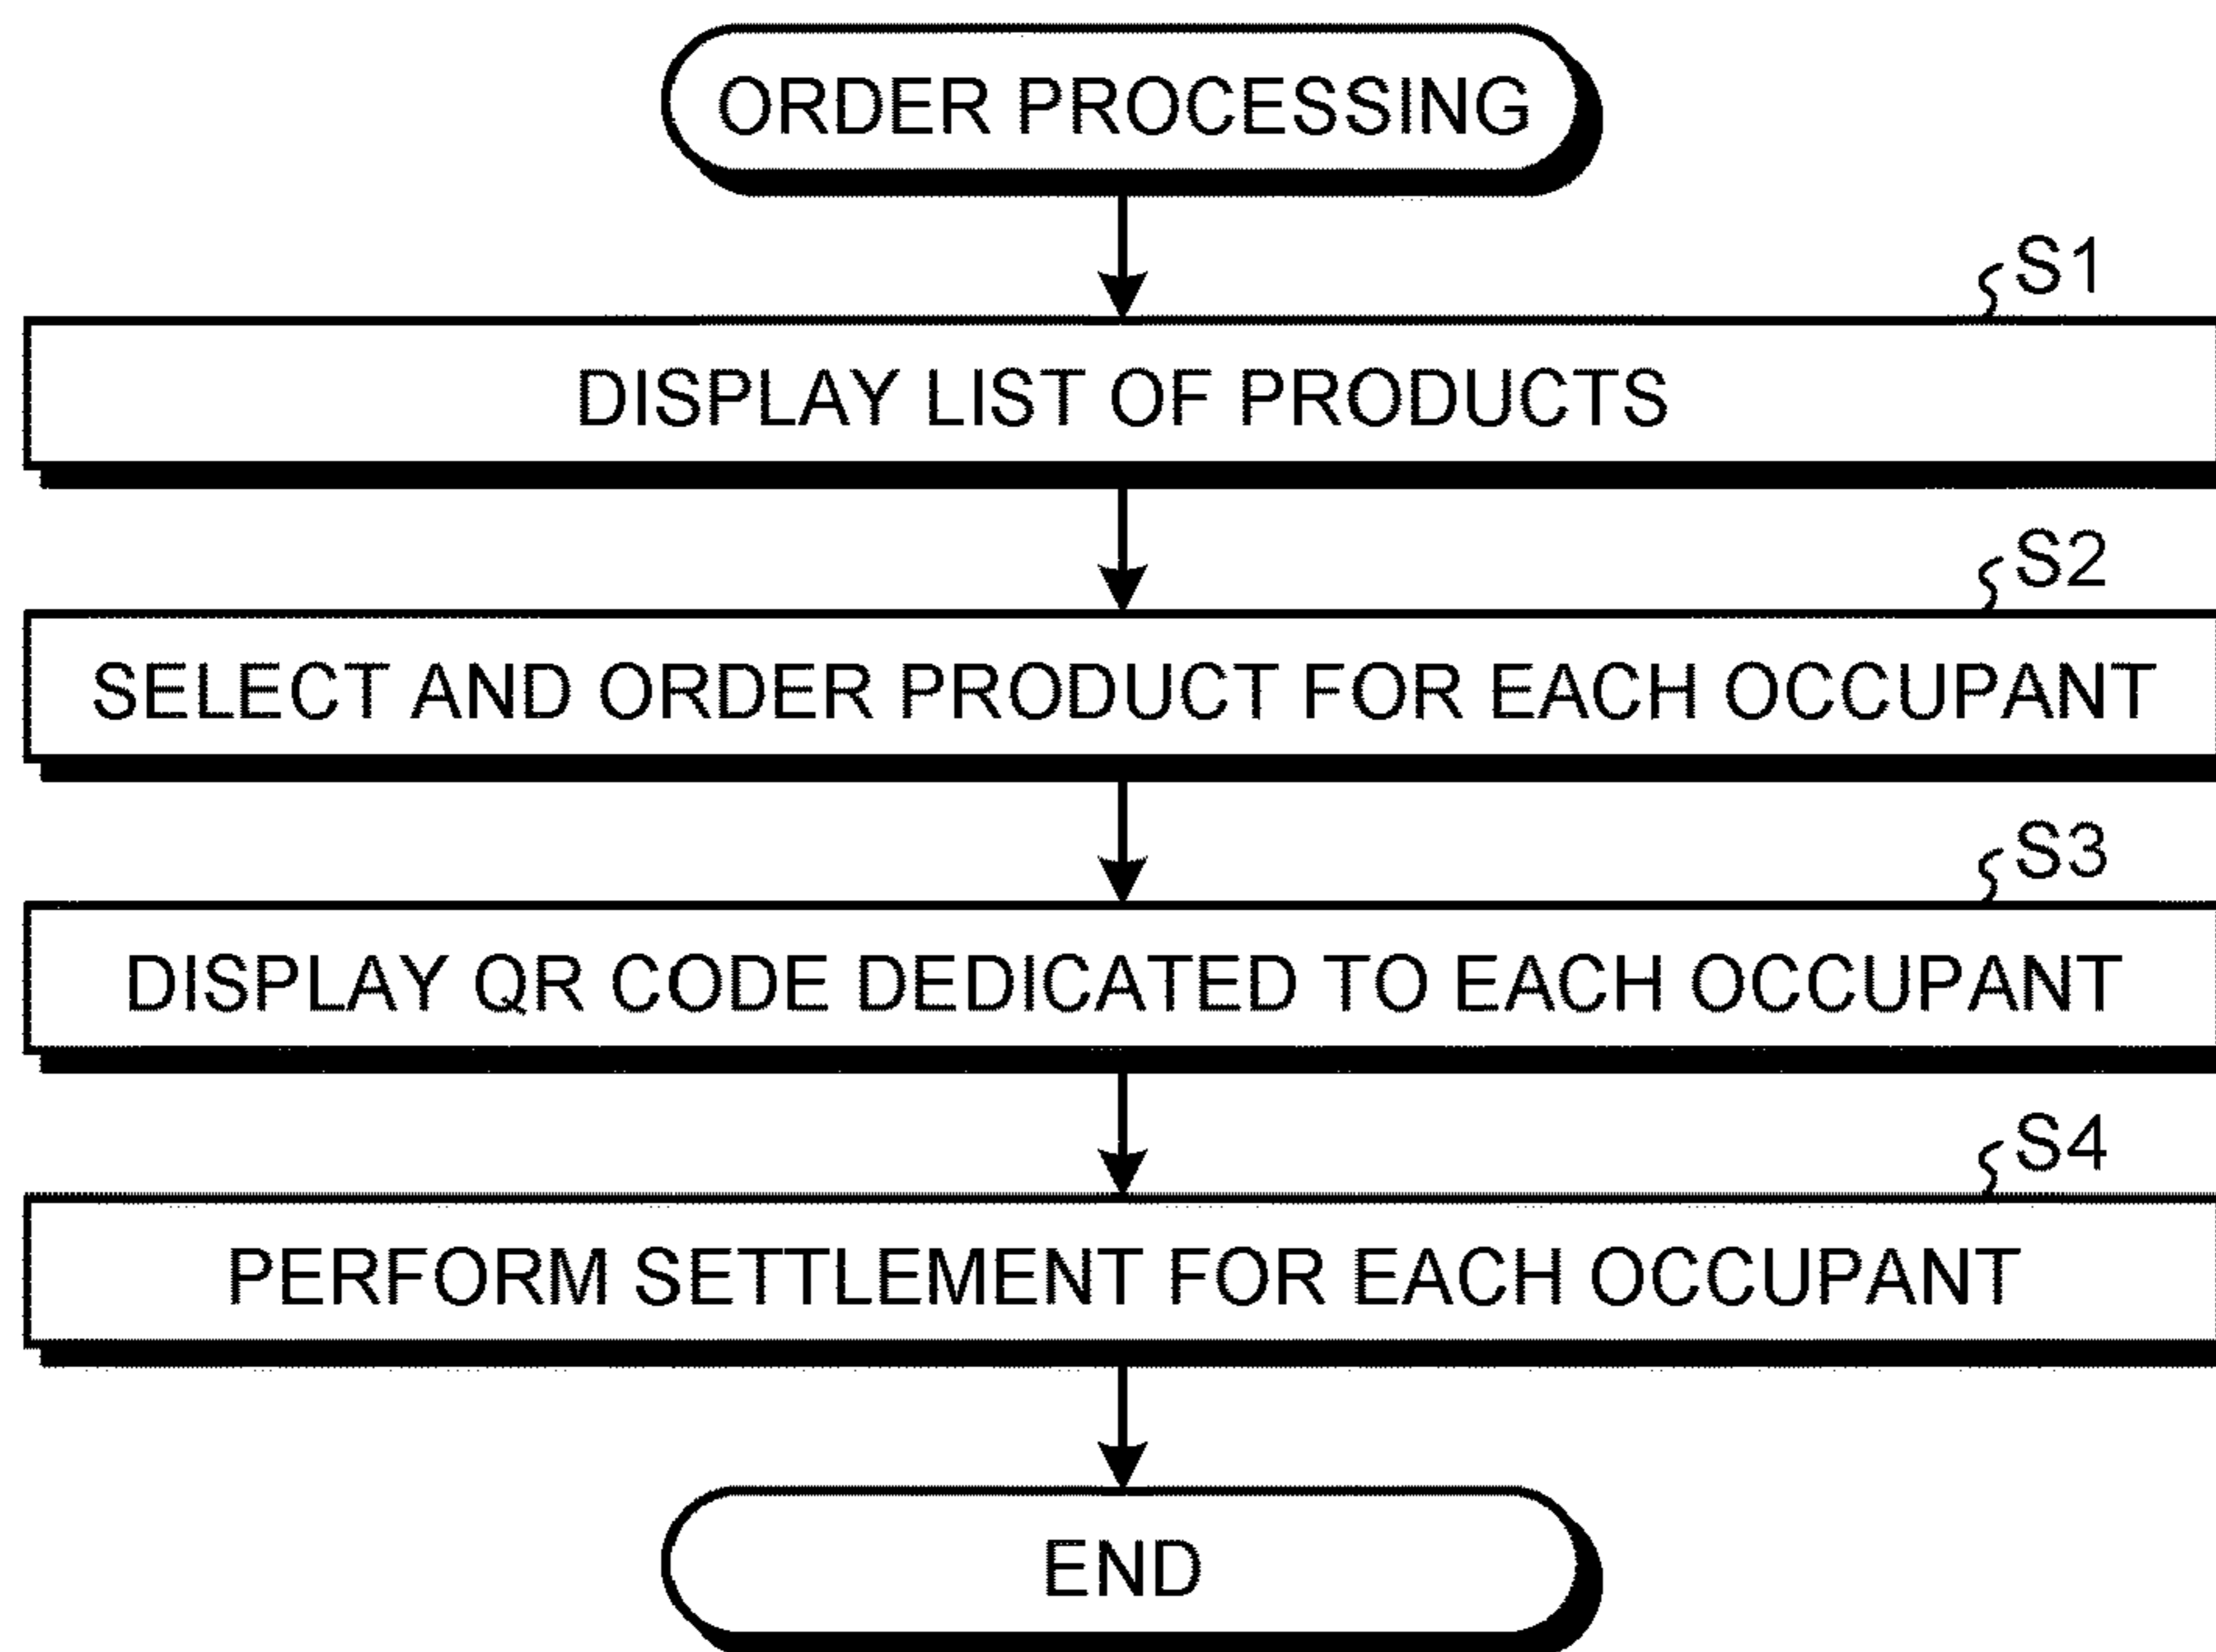 ORDER PROCESSING
S1
DISPLAY LIST OF PRODUCTS
S2
SELECT AND ORDER PRODUCT FOR EACH OCCUPANT
S3
DISPLAY QR CODE DEDICATED TO EACH OCCUPANT
S4
PERFORM SETTLEMENT FOR EACH OCCUPANT
END